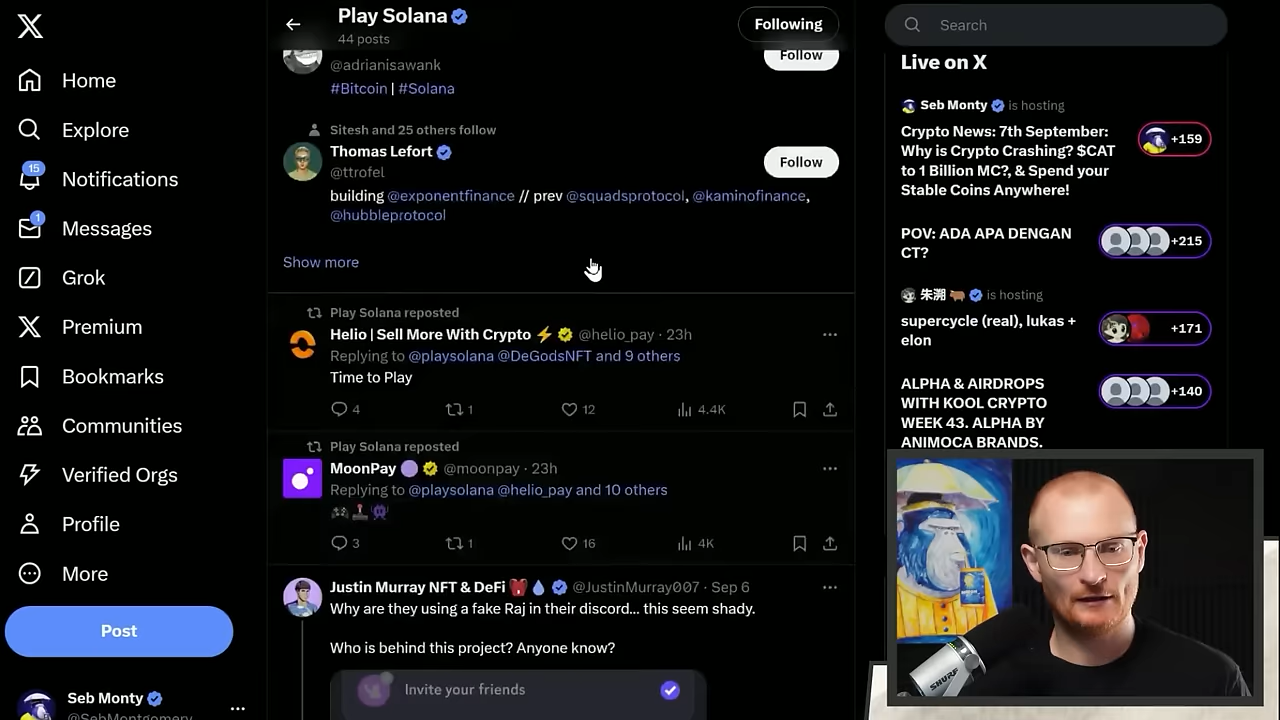 Home
Explore
15
Notifications
1
Messages
Grok
Premium
Bookmarks
Communities
Verified Orgs
Profile
More
Post
Seb Monty
@SebMontgomery
Play Solana
44 posts
Following
@adrianisawank
Follow
#Bitcoin | #Solana
Sitesh and 25 others follow
Thomas Lefort
@ttrofel
Follow
building @exponentfinance // prev @squadsprotocol, @kaminofinance,
@hubbleprotocol
Show more
Play Solana reposted
Helio | Sell More With Crypto ⚡ @helio_pay · 23h
Replying to @playsolana @DeGodsNFT and 9 others
Time to Play
4 1 12 4.4K
Play Solana reposted
MoonPay 🟣 @moonpay · 23h
Replying to @playsolana @helio_pay and 10 others
🎮🕹️👾
3 1 16 4K
Justin Murray NFT & DeFi @JustinMurray007 · Sep 6
Why are they using a fake Raj in their discord... this seem shady.
Who is behind this project? Anyone know?
Invite your friends
Search
Live on X
Seb Monty is hosting
Crypto News: 7th September:
Why is Crypto Crashing? $CAT
to 1 Billion MC?, & Spend your
Stable Coins Anywhere!
+159
POV: ADA APA DENGAN
CT?
+215
朱溯 🐂 is hosting
supercycle (real), lukas +
elon
+171
ALPHA & AIRDROPS
WITH KOOL CRYPTO
WEEK 43. ALPHA BY
ANIMOCA BRANDS.
+140
SHURE